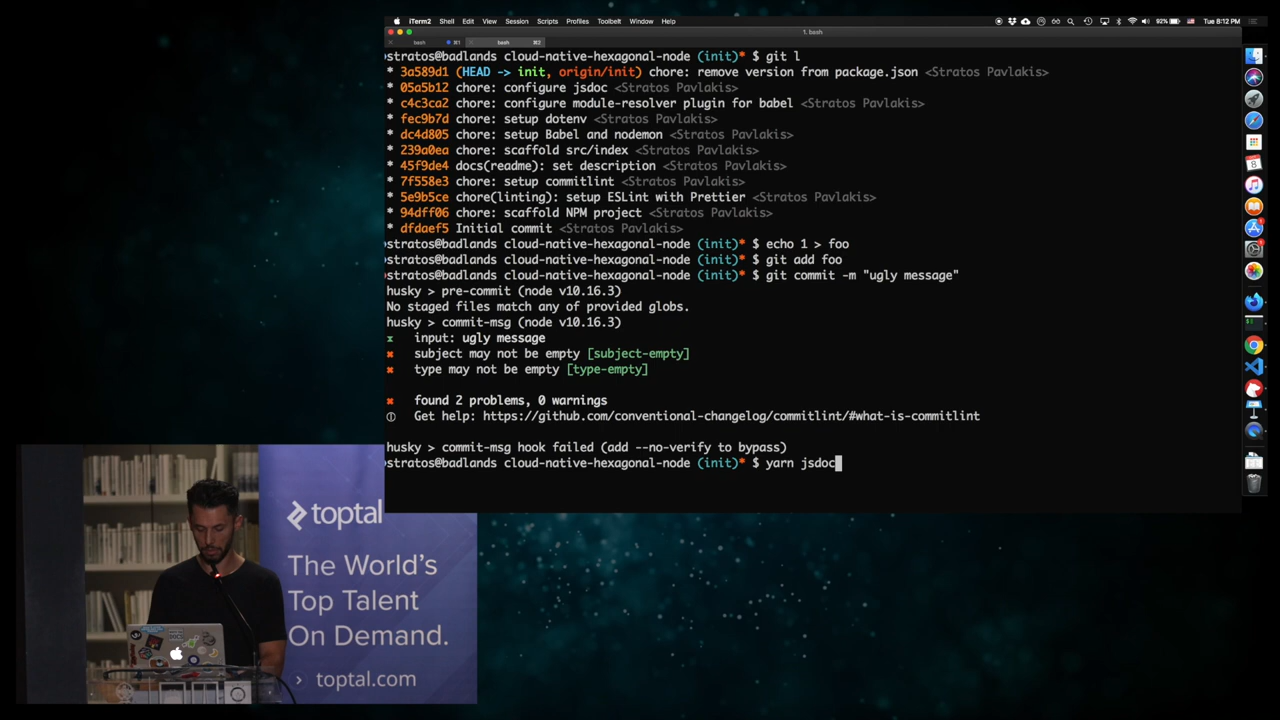 iTerm2 Shell Edit View Session Scripts Profiles Toolbelt Window Help
92% Tue 8:12 PM
1. bash
bash ⌘1 bash ⌘2
stratos@badlands cloud-native-hexagonal-node (init)* $ git l
* 3a589d1 (HEAD -> init, origin/init) chore: remove version from package.json <Stratos Pavlakis>
* 05a5b12 chore: configure jsdoc <Stratos Pavlakis>
* c4c3ca2 chore: configure module-resolver plugin for babel <Stratos Pavlakis>
* fec9b7d chore: setup dotenv <Stratos Pavlakis>
* dc4d805 chore: setup Babel and nodemon <Stratos Pavlakis>
* 239a0ea chore: scaffold src/index <Stratos Pavlakis>
* 45f9de4 docs(readme): set description <Stratos Pavlakis>
* 7f558e3 chore: setup commitlint <Stratos Pavlakis>
* 5e9b5ce chore(linting): setup ESLint with Prettier <Stratos Pavlakis>
* 94dff06 chore: scaffold NPM project <Stratos Pavlakis>
* dfdaef5 Initial commit <Stratos Pavlakis>
stratos@badlands cloud-native-hexagonal-node (init)* $ echo 1 > foo
stratos@badlands cloud-native-hexagonal-node (init)* $ git add foo
stratos@badlands cloud-native-hexagonal-node (init)* $ git commit -m "ugly message"
husky > pre-commit (node v10.16.3)
No staged files match any of provided globs.
husky > commit-msg (node v10.16.3)
⧗ input: ugly message
✖ subject may not be empty [subject-empty]
✖ type may not be empty [type-empty]
✖ found 2 problems, 0 warnings
ⓘ Get help: https://github.com/conventional-changelog/commitlint/#what-is-commitlint
husky > commit-msg hook failed (add --no-verify to bypass)
stratos@badlands cloud-native-hexagonal-node (init)* $ yarn jsdoc
toptal
The World's
Top Talent
On Demand.
> toptal.com